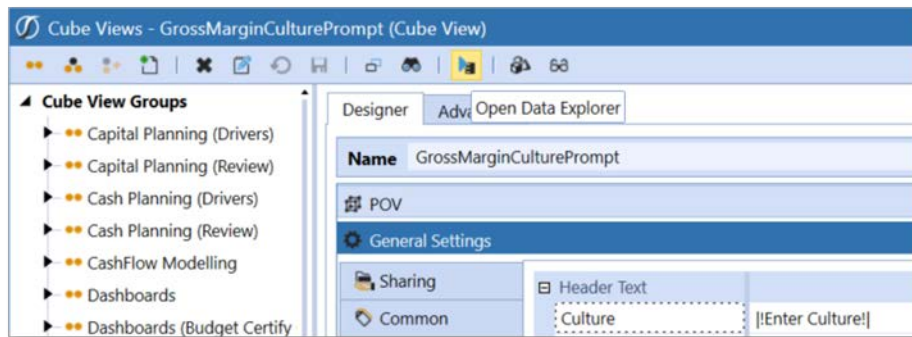 Cube Views - GrossMarginCulturePrompt (Cube View)
Cube View Groups
Capital Planning (Drivers)
Capital Planning (Review)
Cash Planning (Drivers)
Cash Planning (Review)
CashFlow Modelling
Dashboards
Dashboards (Budget Certify
Designer Adva Open Data Explorer
Name GrossMarginCulturePrompt
POV
General Settings
Sharing
Common
Header Text
Culture |!Enter Culture!|